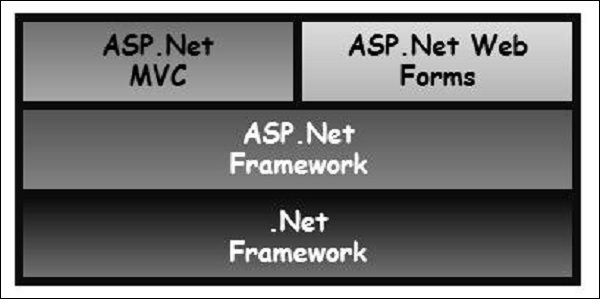 ASP.Net
MVC
ASP.Net Web
Forms
ASP.Net
Framework
.Net
Framework